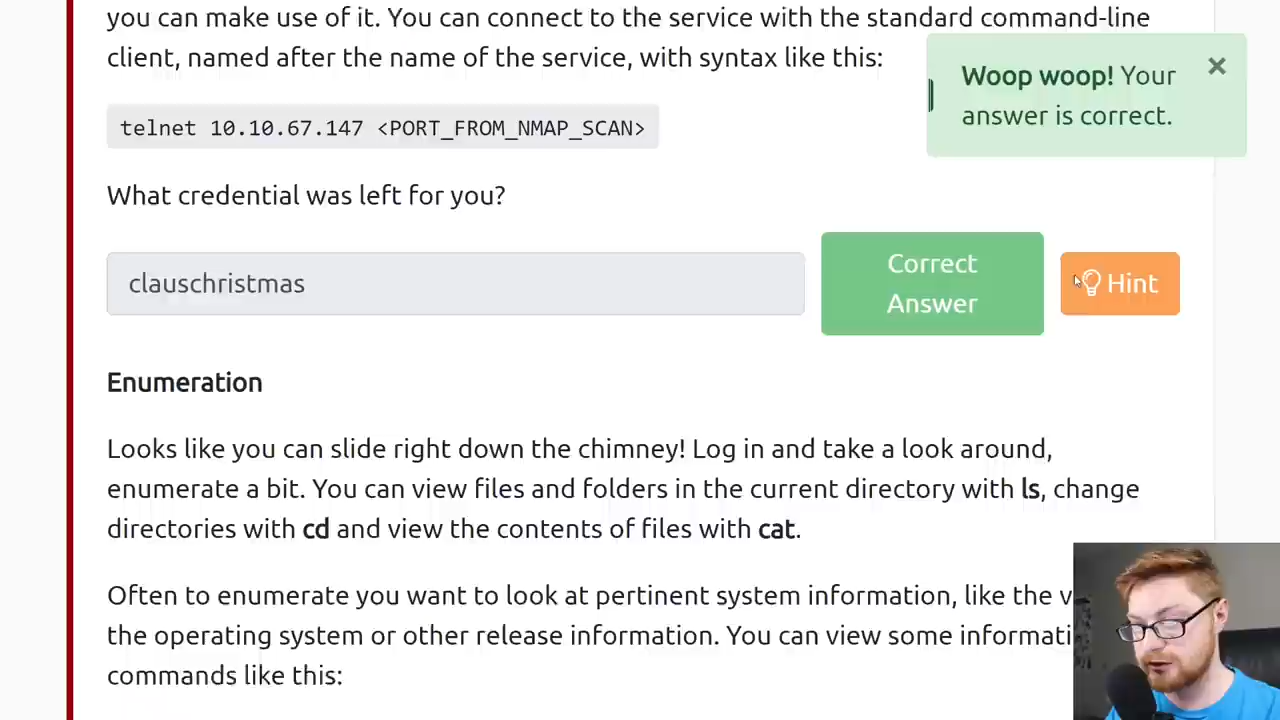 you can make use of it. You can connect to the service with the standard command-line
client, named after the name of the service, with syntax like this:
Woop woop! Your
answer is correct.
×
telnet 10.10.67.147 <PORT_FROM_NMAP_SCAN>
What credential was left for you?
clauschristmas
Correct
Answer
Hint
Enumeration
Looks like you can slide right down the chimney! Log in and take a look around,
enumerate a bit. You can view files and folders in the current directory with ls, change
directories with cd and view the contents of files with cat.
Often to enumerate you want to look at pertinent system information, like the
the operating system or other release information. You can view some
commands like this: